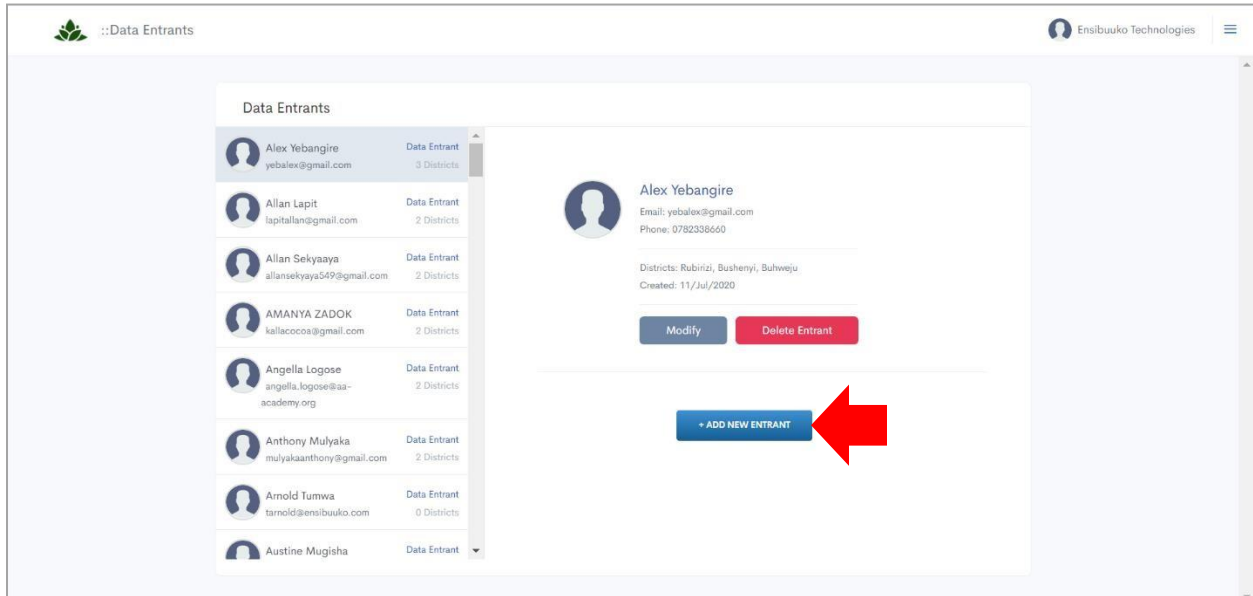 ::Data Entrants
Ensibuuko Technologies
Data Entrants
Alex Yebangire
Data Entrant
yebalex@gmail.com
3 Districts
Allan Lapit
Data Entrant
lapitallan@gmail.com
2 Districts
Allan Sekyaaya
Data Entrant
allansekyaya549@gmail.com
2 Districts
AMANYA ZADOK
Data Entrant
kallacocoa@gmail.com
2 Districts
Angella Logose
Data Entrant
angella.logose@aa-
2 Districts
academy.org
Anthony Mulyaka
Data Entrant
mulyakaanthony@gmail.com
2 Districts
Arnold Tumwa
Data Entrant
tarnold@ensibuuko.com
0 Districts
Austine Mugisha
Data Entrant
Alex Yebangire
Email: yebalex@gmail.com
Phone: 0782338660
Districts: Rubirizi, Bushenyi, Buhweju
Created: 11/Jul/2020
Modify
Delete Entrant
+ ADD NEW ENTRANT